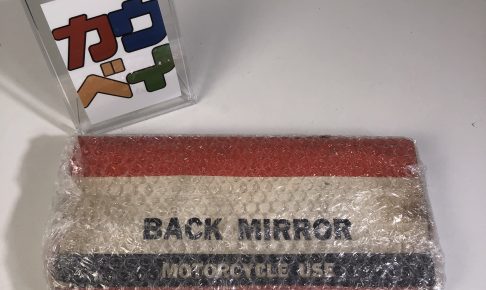 カウ
ベイ
BACK MIRROR
MOTORCYCLE USE